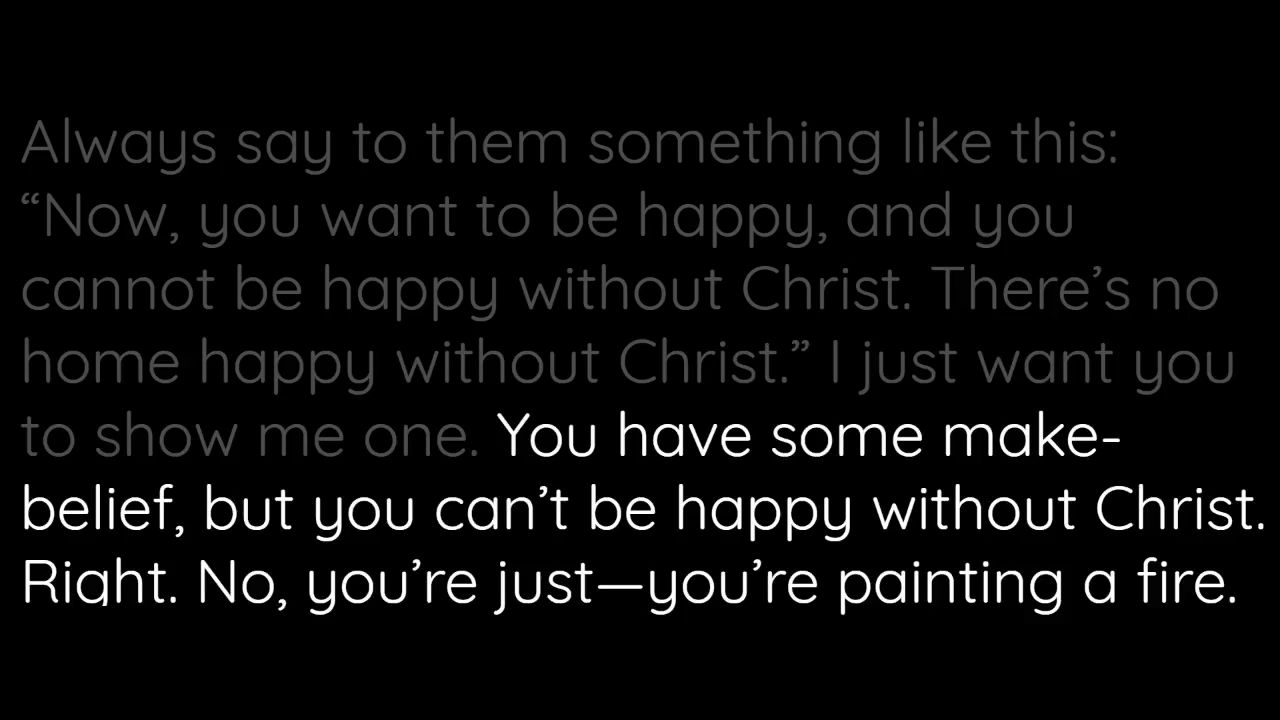 Always say to them something like this:
“Now, you want to be happy, and you
cannot be happy without Christ. There’s no
home happy without Christ.” I just want you
to show me one. You have some make-
belief, but you can’t be happy without Christ.
Right. No, you’re just—you’re painting a fire.